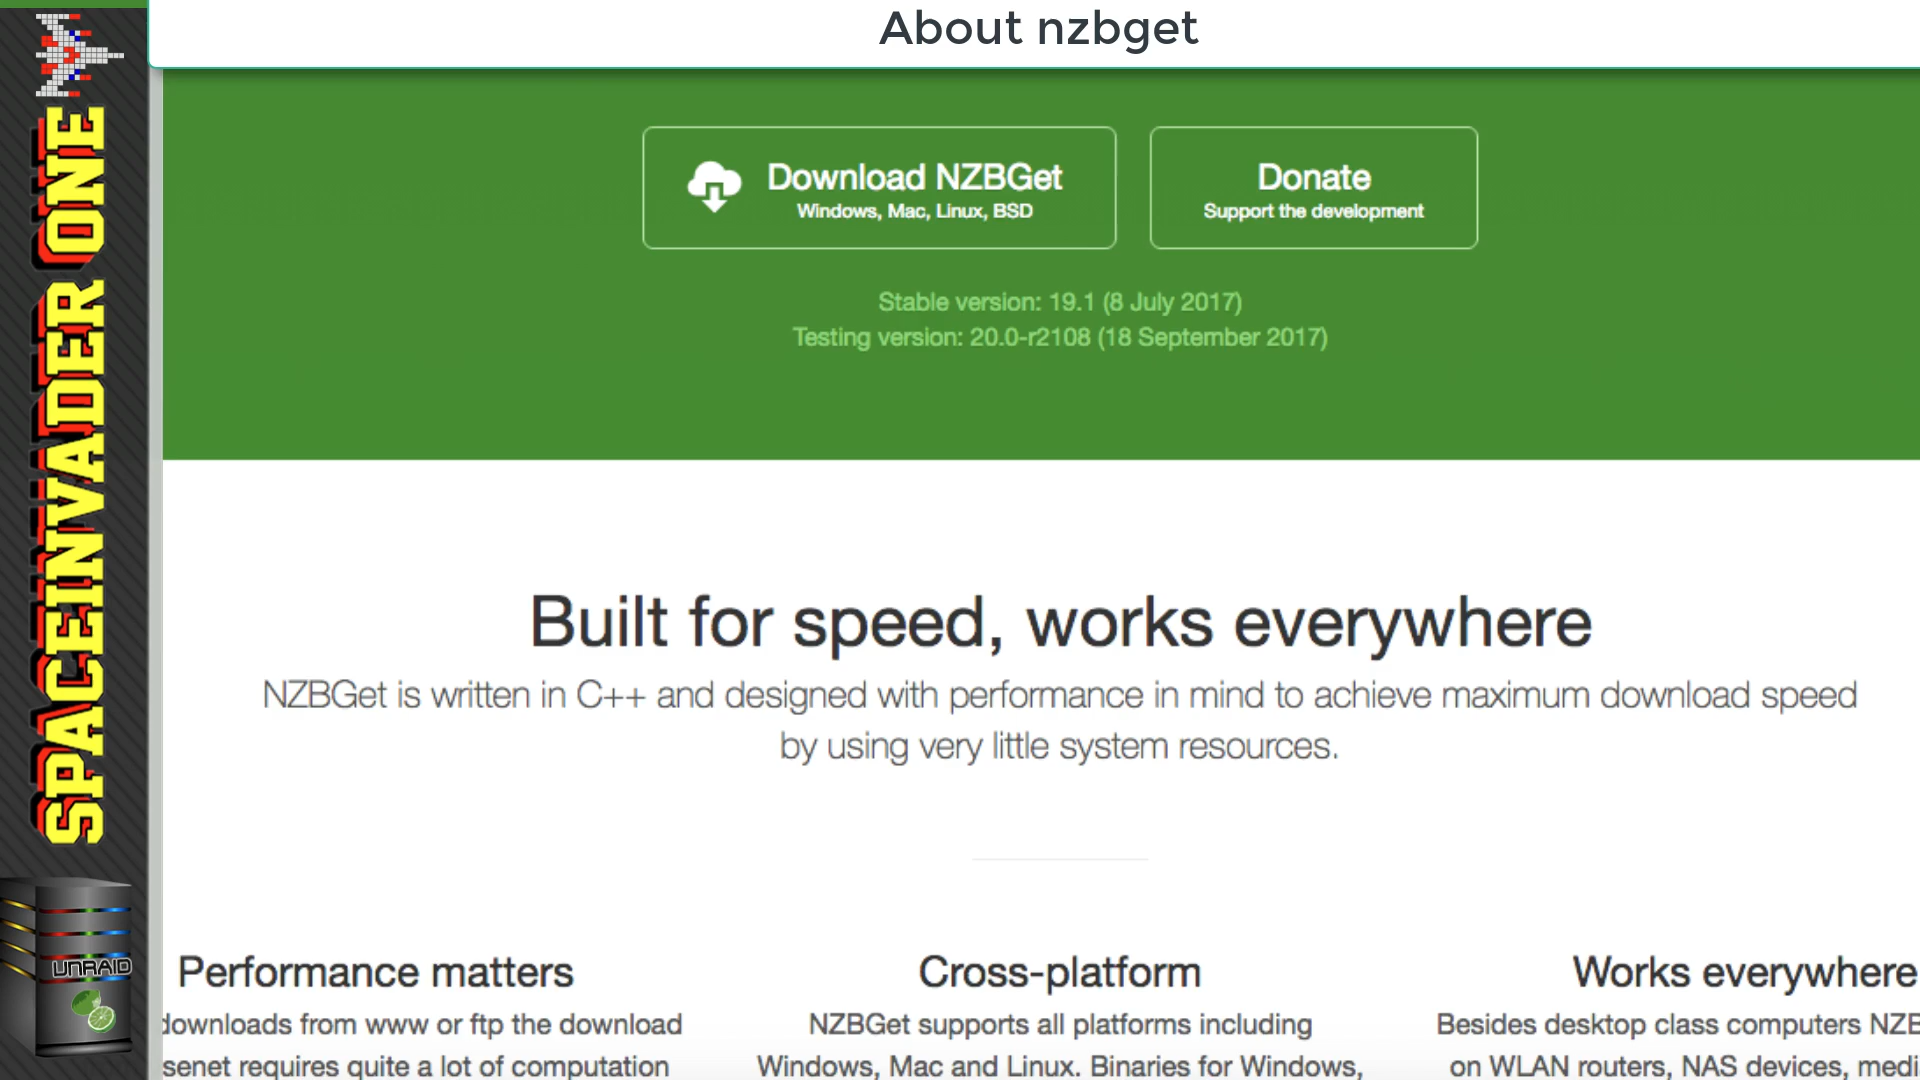 About nzbget
SPACEINVADER ONE
Download NZBGet
Windows, Mac, Linux, BSD
Donate
Support the development
Stable version: 19.1 (8 July 2017)
Testing version: 20.0-r2108 (18 September 2017)
Built for speed, works everywhere
NZBGet is written in C++ and designed with performance in mind to achieve maximum download speed
by using very little system resources.
UNRAID
Performance matters
downloads from www or ftp the download
senet requires quite a lot of computation
Cross-platform
NZBGet supports all platforms including
Windows, Mac and Linux. Binaries for Windows,
Works everywhere
Besides desktop class computers NZB
on WLAN routers, NAS devices, medi